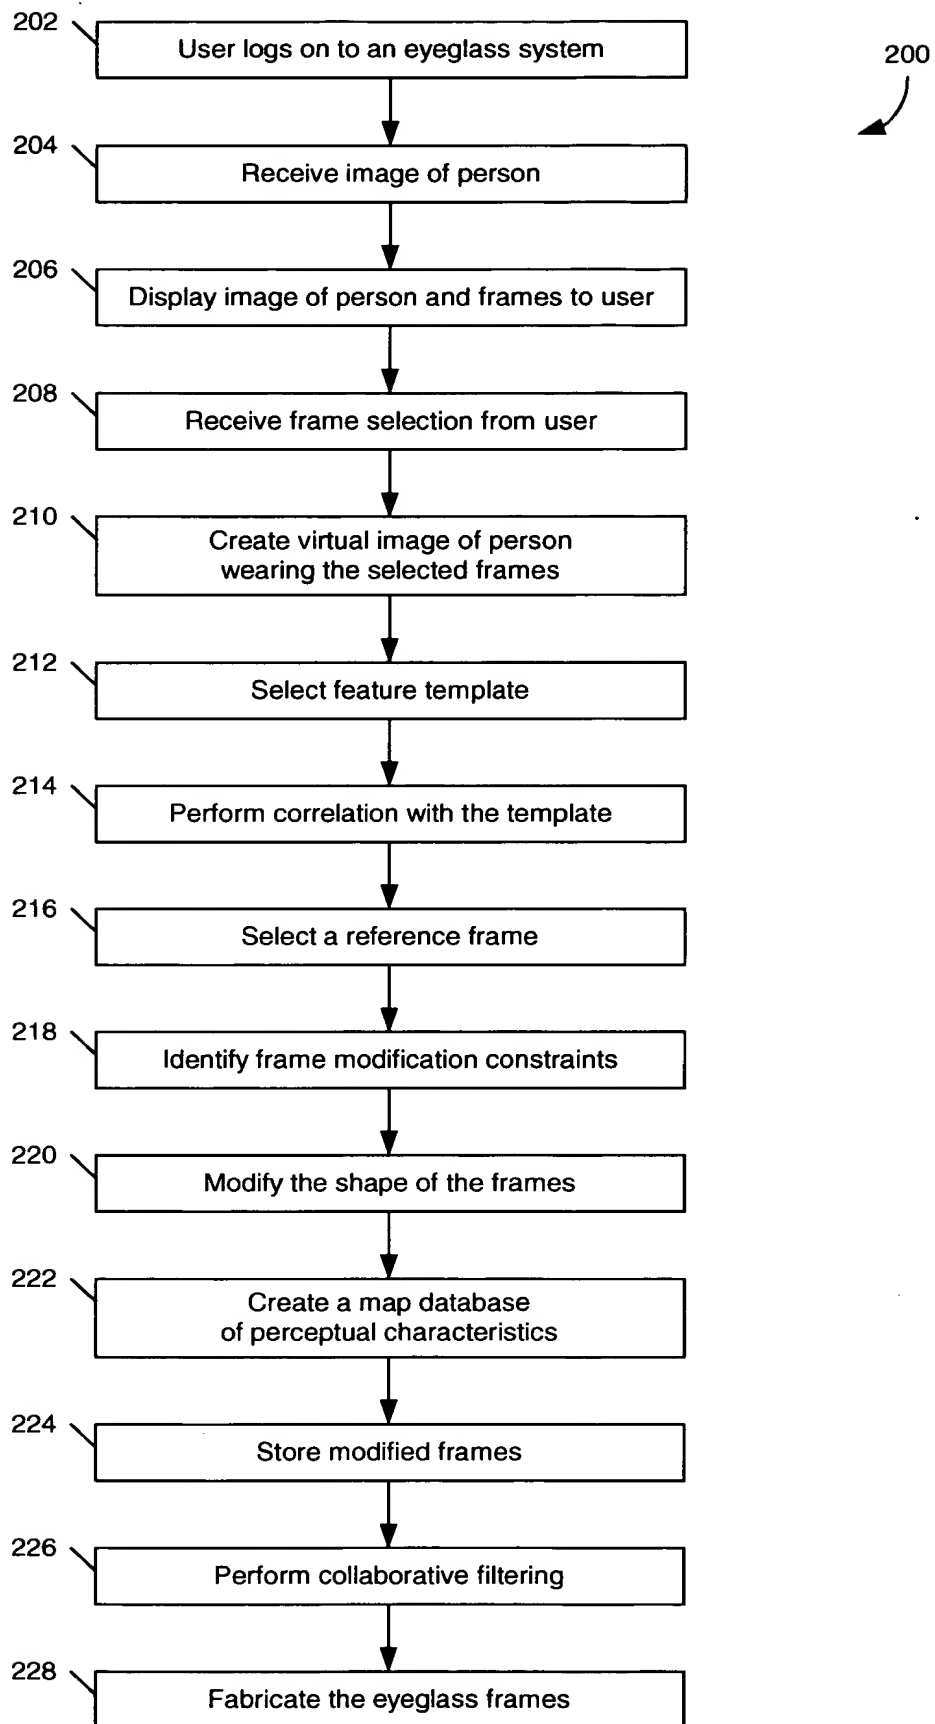 202
User logs on to an eyeglass system
200
204
Receive image of person
206
Display image of person and frames to user
208
Receive frame selection from user
210
Create virtual image of person
wearing the selected frames
212
Select feature template
214
Perform correlation with the template
216
Select a reference frame
218
Identify frame modification constraints
220
Modify the shape of the frames
222
Create a map database
of perceptual characteristics
224
Store modified frames
226
Perform collaborative filtering
228
Fabricate the eyeglass frames